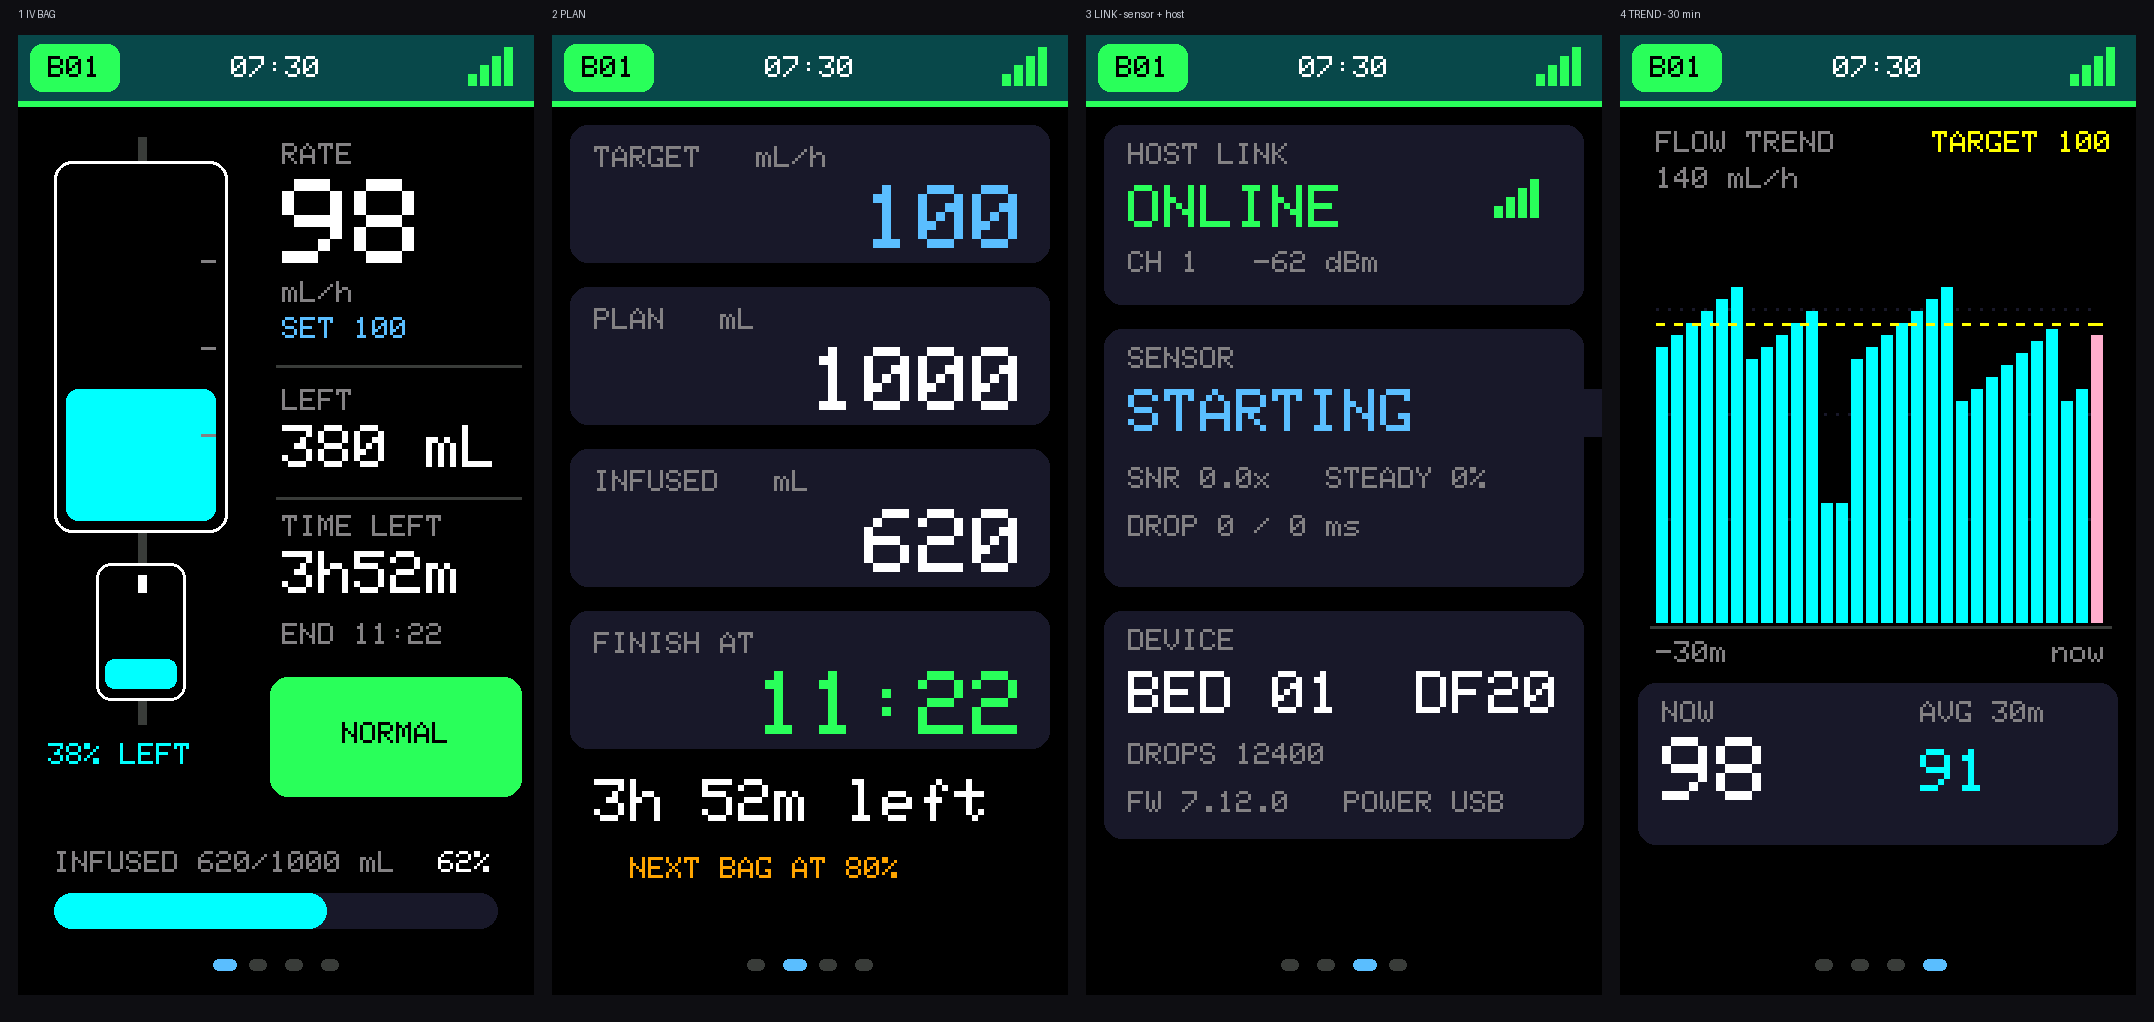 1 IV BAG
B01 07:30
RATE
98
mL/h
SET 100
LEFT
380 mL
TIME LEFT
3h52m
END 11:22
NORMAL
38% LEFT
INFUSED 620/1000 mL 62%
2 PLAN
B01 07:30
TARGET mL/h
100
PLAN mL
1000
INFUSED mL
620
FINISH AT
11:22
3h 52m left
NEXT BAG AT 80%
3 LINK - sensor + host
B01 07:30
HOST LINK
ONLINE
CH 1 -62 dBm
SENSOR
STARTING
SNR 0.0x STEADY 0%
DROP 0 / 0 ms
DEVICE
BED 01 DF20
DROPS 12400
FW 7.12.0 POWER USB
4 TREND - 30 min
B01 07:30
FLOW TREND TARGET 100
140 mL/h
-30m now
NOW AVG 30m
98 91